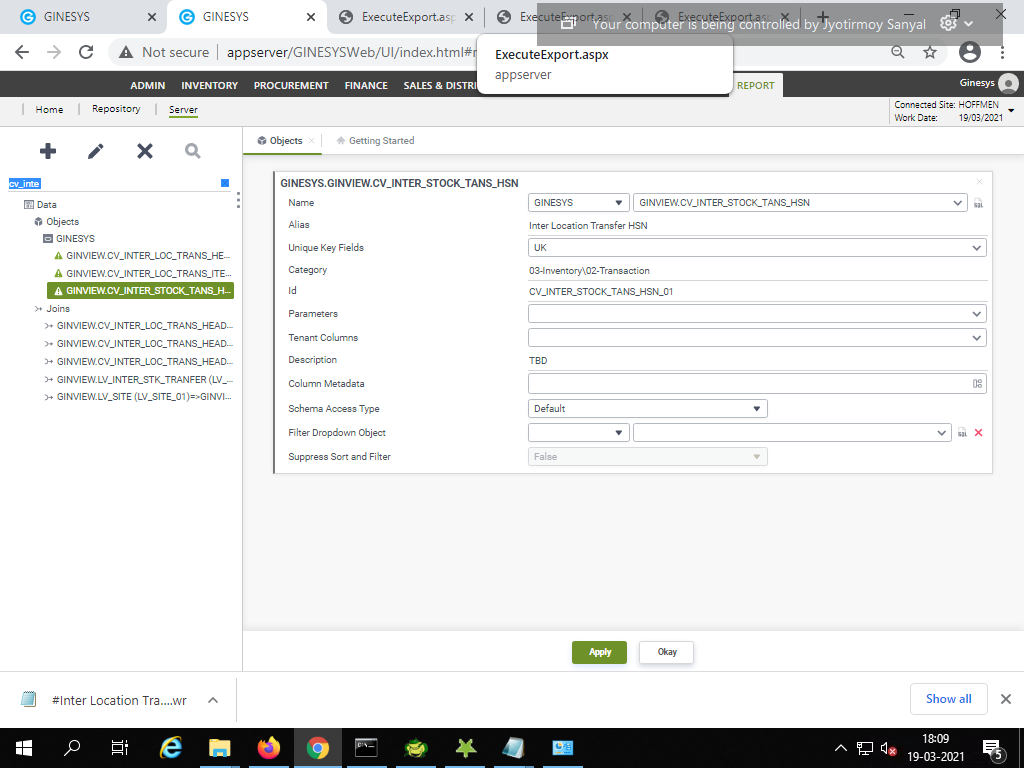 GINESYS
GINESYS
ExecuteExport.asp
ExecuteExport.asp
ExecuteExport.asp
Your computer is being controlled by Jyotirmoy Sanyal
Not secure
appserver/GINESYSWeb/UI/index.html#r
ExecuteExport.aspx
appserver
ADMIN INVENTORY PROCUREMENT FINANCE SALES & DISTRI
REPORT
Ginesys
Home Repository Server
Connected Site: HOFFMEN
Work Date: 19/03/2021
cv_inte
Data
Objects
GINESYS
GINVIEW.CV_INTER_LOC_TRANS_HE...
GINVIEW.CV_INTER_LOC_TRANS_ITE...
GINVIEW.CV_INTER_STOCK_TANS_H...
Joins
GINVIEW.CV_INTER_LOC_TRANS_HEAD...
GINVIEW.CV_INTER_LOC_TRANS_HEAD...
GINVIEW.CV_INTER_LOC_TRANS_HEAD...
GINVIEW.LV_INTER_STK_TRANFER (LV_...
GINVIEW.LV_SITE (LV_SITE_01)=>GINVI...
Objects
Getting Started
GINESYS.GINVIEW.CV_INTER_STOCK_TANS_HSN
Name GINESYS GINVIEW.CV_INTER_STOCK_TANS_HSN
Alias Inter Location Transfer HSN
Unique Key Fields UK
Category 03-Inventory\02-Transaction
Id CV_INTER_STOCK_TANS_HSN_01
Parameters
Tenant Columns
Description TBD
Column Metadata
Schema Access Type Default
Filter Dropdown Object
Suppress Sort and Filter False
Apply Okay
#Inter Location Tra....wr
Show all
18:09
19-03-2021
5